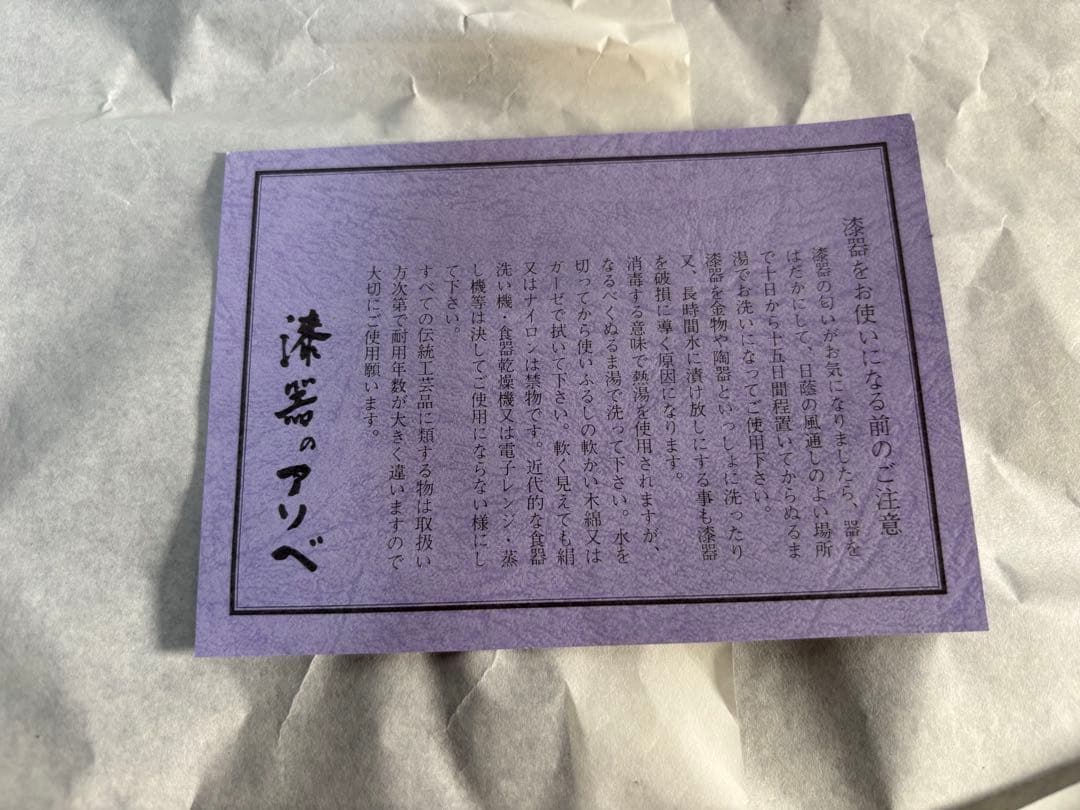 漆器をお使いになる前のご注意
漆器の匂いがお気になりましたら、器を
はだかにして、日蔭の風通しのよい場所
で十日から十五日間程置いてからぬるま
湯でお洗いになってご使用下さい。
漆器を金物や陶器といっしょに洗ったり
又、長時間水に漬け放しにする事も漆器
を破損に導く原因になります。
消毒する意味で熱湯を使用されますが、
なるべくぬるま湯で洗って下さい。水を
切ってから使いふるしの軟かい木綿又は
ガーゼで拭いて下さい。軟く見えても絹
又はナイロンは禁物です。近代的な食器
洗い機・食器乾燥機又は電子レンジ・蒸
し機等は決してご使用にならない様にし
て下さい。
すべての伝統工芸品に類する物は取扱い
方次第で耐用年数が大きく違いますので
大切にご使用願います。
漆器のアソベ